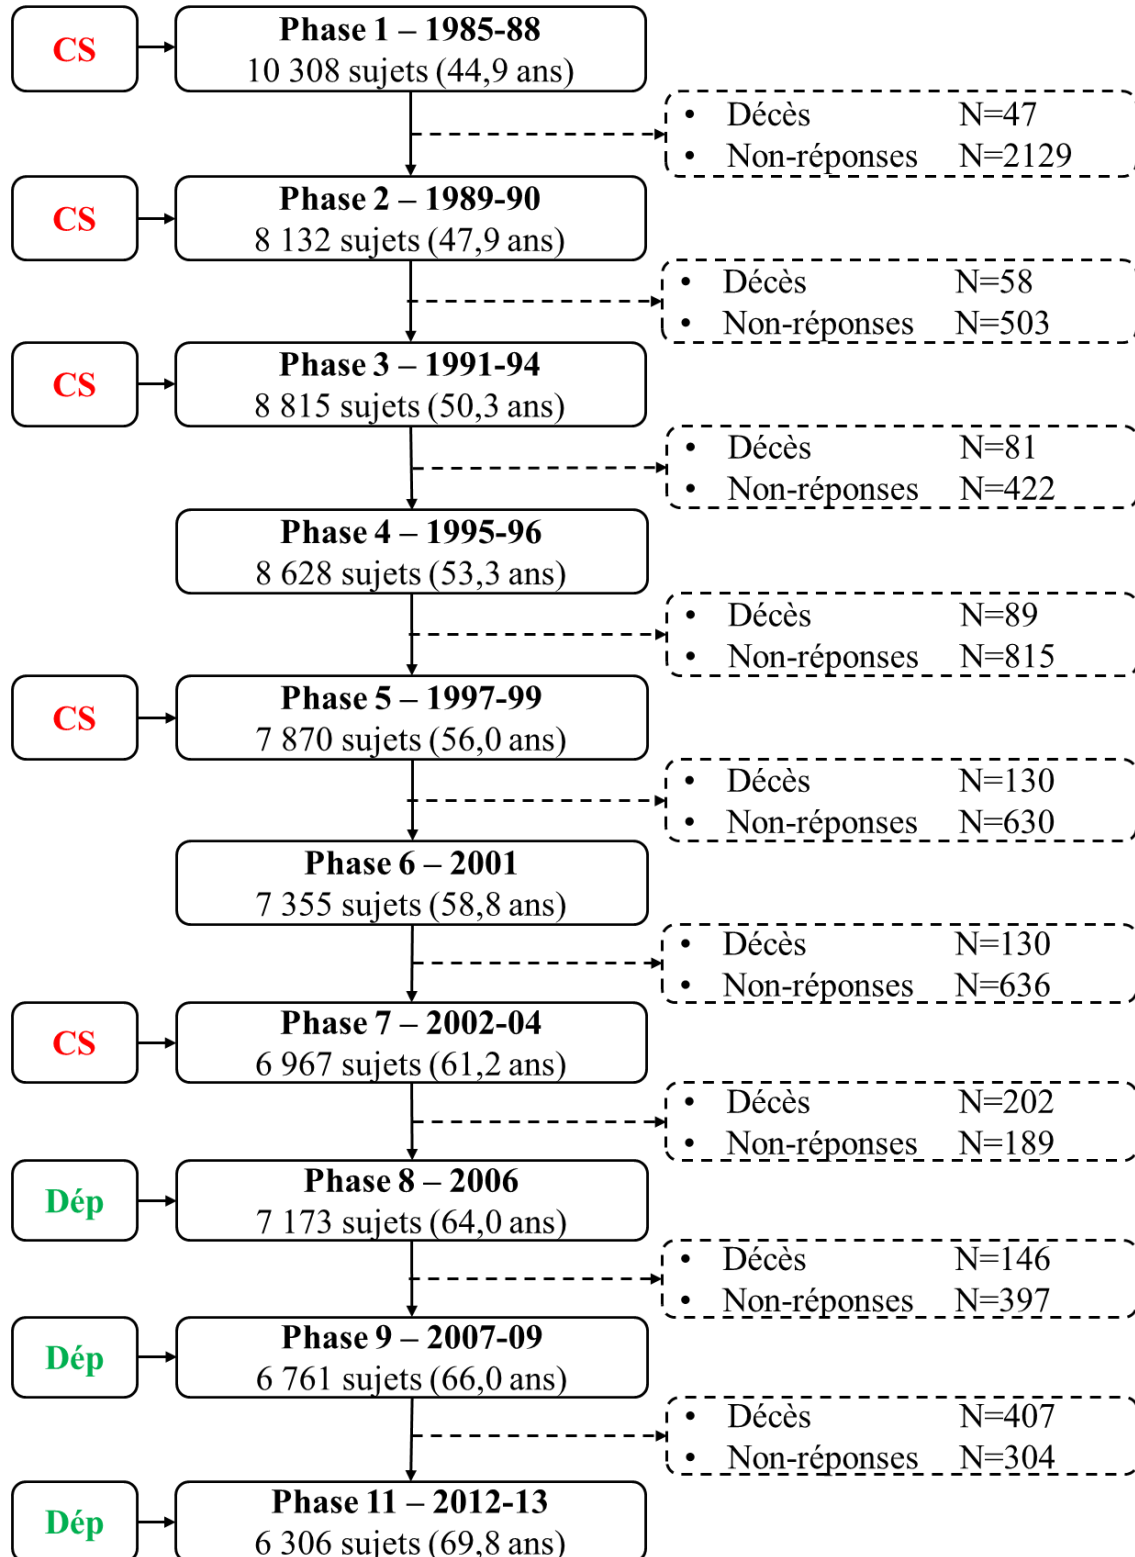 CS
Phase 1 – 1985-88
10 308 sujets (44,9 ans)
• Décès N=47
• Non-réponses N=2129
CS
Phase 2 – 1989-90
8 132 sujets (47,9 ans)
• Décès N=58
• Non-réponses N=503
CS
Phase 3 – 1991-94
8 815 sujets (50,3 ans)
• Décès N=81
• Non-réponses N=422
Phase 4 – 1995-96
8 628 sujets (53,3 ans)
• Décès N=89
• Non-réponses N=815
CS
Phase 5 – 1997-99
7 870 sujets (56,0 ans)
• Décès N=130
• Non-réponses N=630
Phase 6 – 2001
7 355 sujets (58,8 ans)
• Décès N=130
• Non-réponses N=636
CS
Phase 7 – 2002-04
6 967 sujets (61,2 ans)
• Décès N=202
• Non-réponses N=189
Dép
Phase 8 – 2006
7 173 sujets (64,0 ans)
• Décès N=146
• Non-réponses N=397
Dép
Phase 9 – 2007-09
6 761 sujets (66,0 ans)
• Décès N=407
• Non-réponses N=304
Dép
Phase 11 – 2012-13
6 306 sujets (69,8 ans)